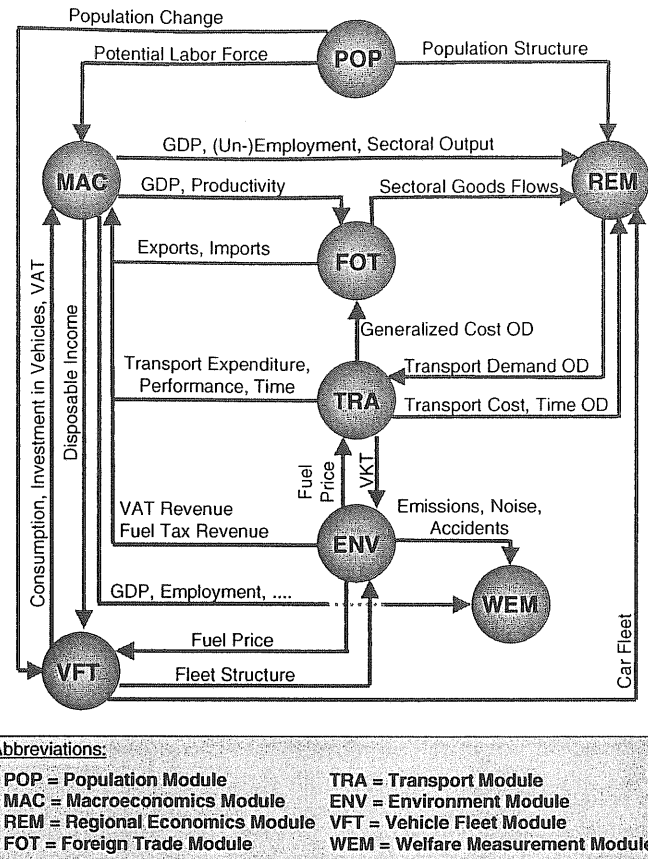 Population Change
Potential Labor Force
POP
Population Structure
GDP, (Un-)Employment, Sectoral Output
MAC
REM
GDP, Productivity
Sectoral Goods Flows
Exports, Imports
FOT
Generalized Cost OD
Consumption, Investment in Vehicles, VAT
Disposable Income
Transport Expenditure,
Performance, Time
Transport Demand OD
TRA
Transport Cost, Time OD
Fuel
Price
VKT
VAT Revenue
Fuel Tax Revenue
Emissions, Noise,
Accidents
ENV
GDP, Employment, ....
WEM
Fuel Price
VFT
Fleet Structure
Car Fleet
Abbreviations:
POP = Population Module
MAC = Macroeconomics Module
REM = Regional Economics Module
FOT = Foreign Trade Module
TRA = Transport Module
ENV = Environment Module
VFT = Vehicle Fleet Module
WEM = Welfare Measurement Module